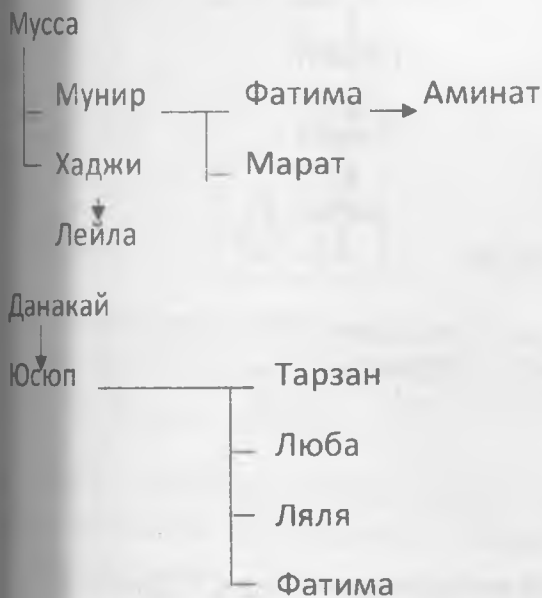 Мусса
Мунир Фатима Аминат
Хаджи Марат
Лейла
Данакай
Юсюп Тарзан
Люба
Ляля
Фатима